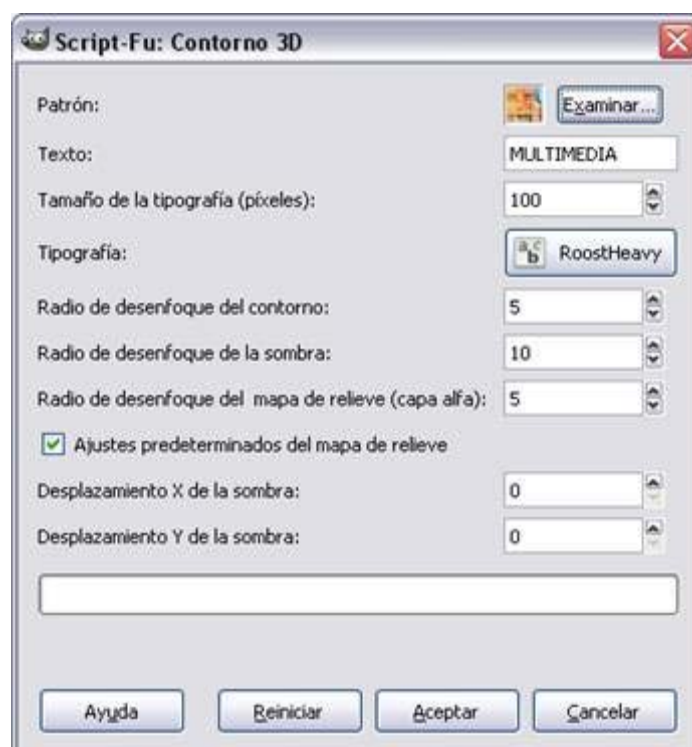 Script-Fu: Contorno 3D
Patrón: Examinar...
Texto: MULTIMEDIA
Tamaño de la tipografía (píxeles): 100
Tipografía: abc RoostHeavy
Radio de desenfoque del contorno: 5
Radio de desenfoque de la sombra: 10
Radio de desenfoque del mapa de relieve (capa alfa): 5
Ajustes predeterminados del mapa de relieve
Desplazamiento X de la sombra: 0
Desplazamiento Y de la sombra: 0
Ayuda Reiniciar Aceptar Cancelar